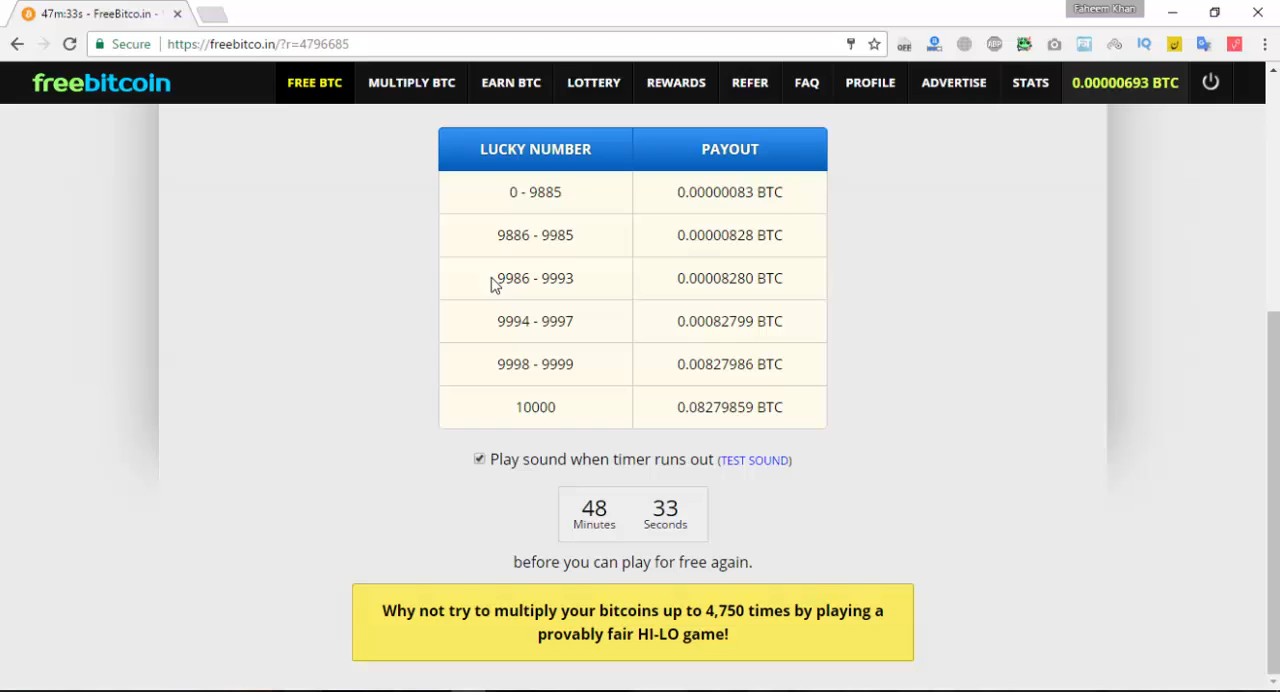 47m:33s - FreeBitco.in -
Faheem Khan
Secure
https://freebitco.in/?r=4796685
freebitcoin
FREE BTC
MULTIPLY BTC
EARN BTC
LOTTERY
REWARDS
REFER
FAQ
PROFILE
ADVERTISE
STATS
0.00000693 BTC
LUCKY NUMBER PAYOUT
0 - 9885 0.00000083 BTC
9886 - 9985 0.00000828 BTC
9986 - 9993 0.00008280 BTC
9994 - 9997 0.00082799 BTC
9998 - 9999 0.00827986 BTC
10000 0.08279859 BTC
Play sound when timer runs out (TEST SOUND)
48 33
Minutes Seconds
before you can play for free again.
Why not try to multiply your bitcoins up to 4,750 times by playing a
provably fair HI-LO game!